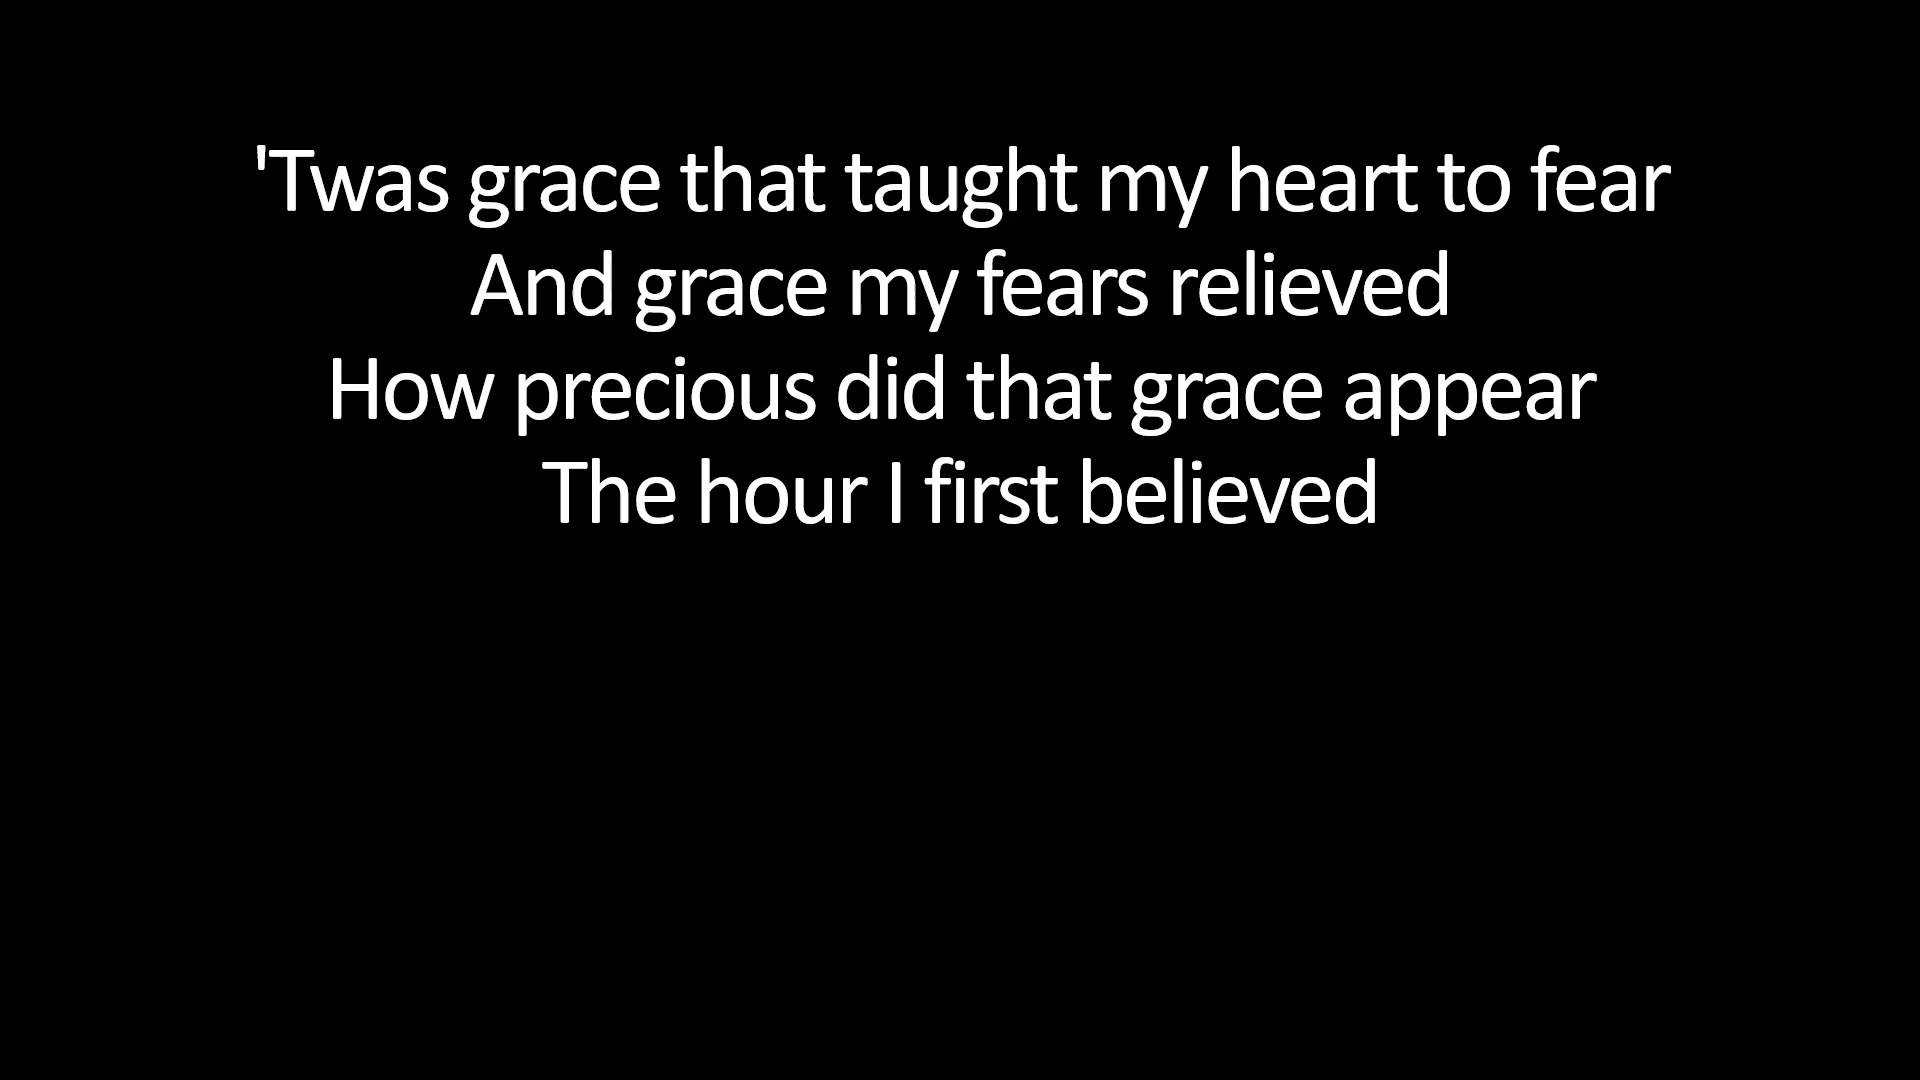 'Twas grace that taught my heart to fear
And grace my fears relieved
How precious did that grace appear
The hour I first believed